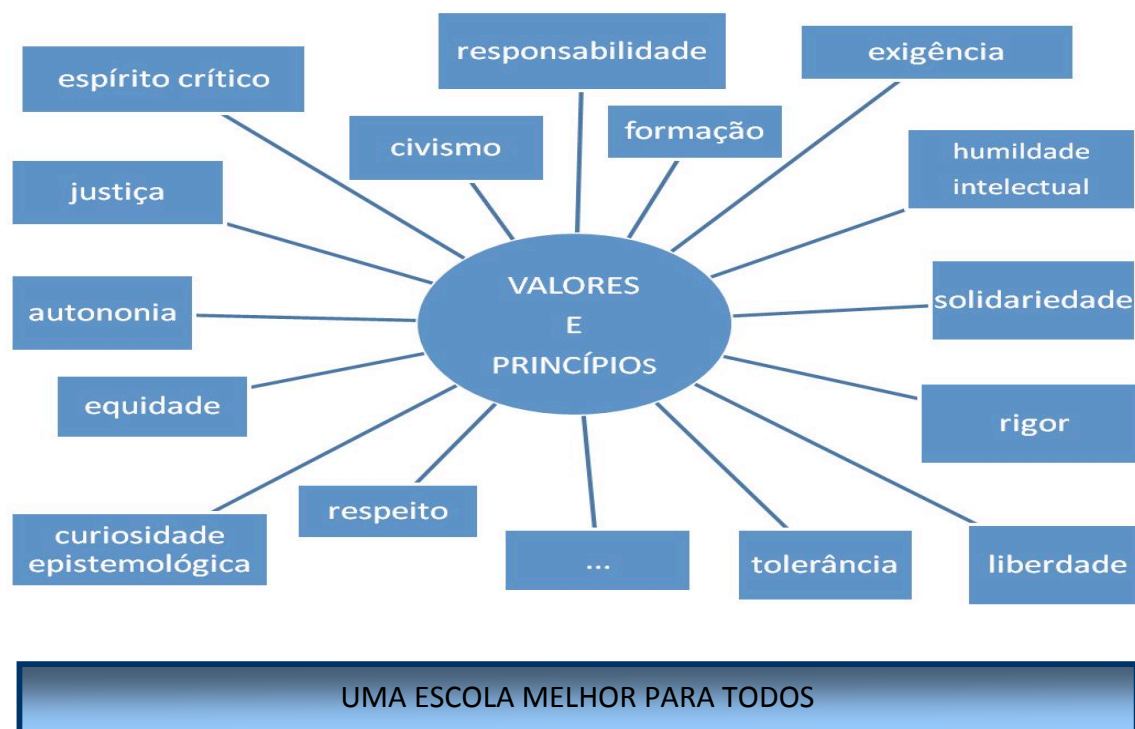 responsabilidade
exigência
espírito crítico
formação
civismo
humildade
intelectual
justiça
VALORES
E
PRINCÍPIOs
solidariedade
autononia
equidade
rigor
respeito
curiosidade
epistemológica
...
tolerância
liberdade
UMA ESCOLA MELHOR PARA TODOS